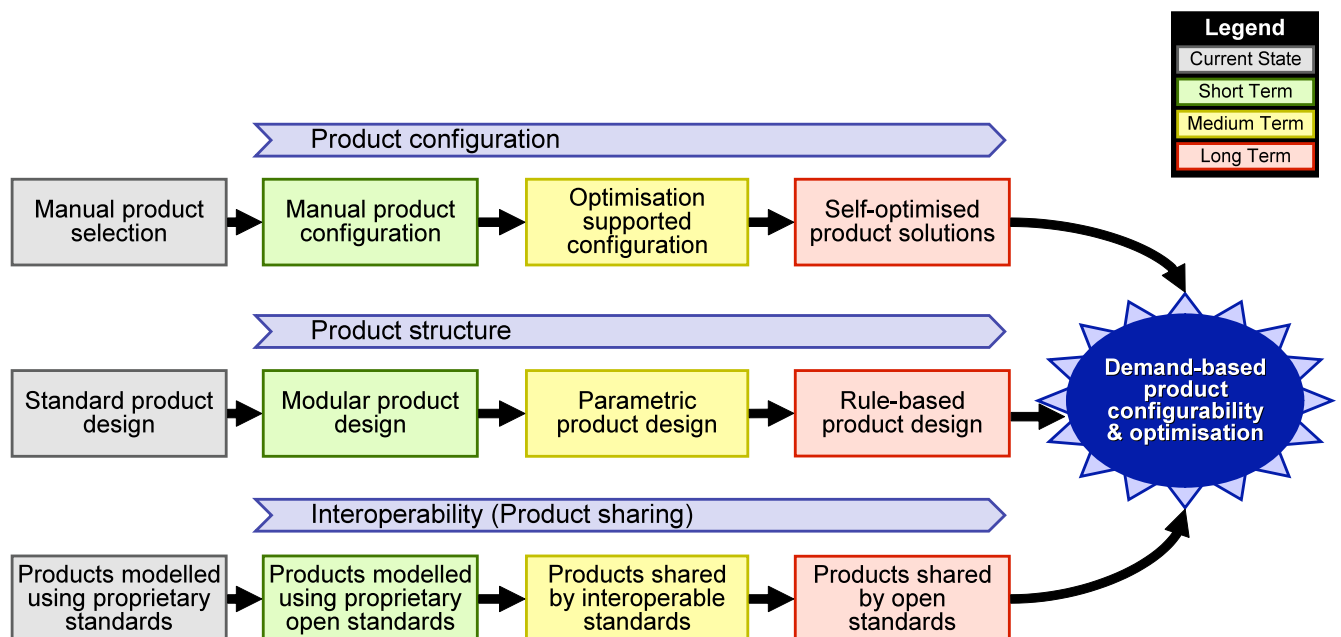 Legend
Current State
Short Term
Medium Term
Long Term
Product configuration
Manual product
selection
Manual product
configuration
Optimisation
supported
configuration
Self-optimised
product solutions
Product structure
Standard product
design
Modular product
design
Parametric
product design
Rule-based
product design
Demand-based
product
configurability
& optimisation
Interoperability (Product sharing)
Products modelled
using proprietary
standards
Products modelled
using proprietary
open standards
Products shared
by interoperable
standards
Products shared
by open
standards